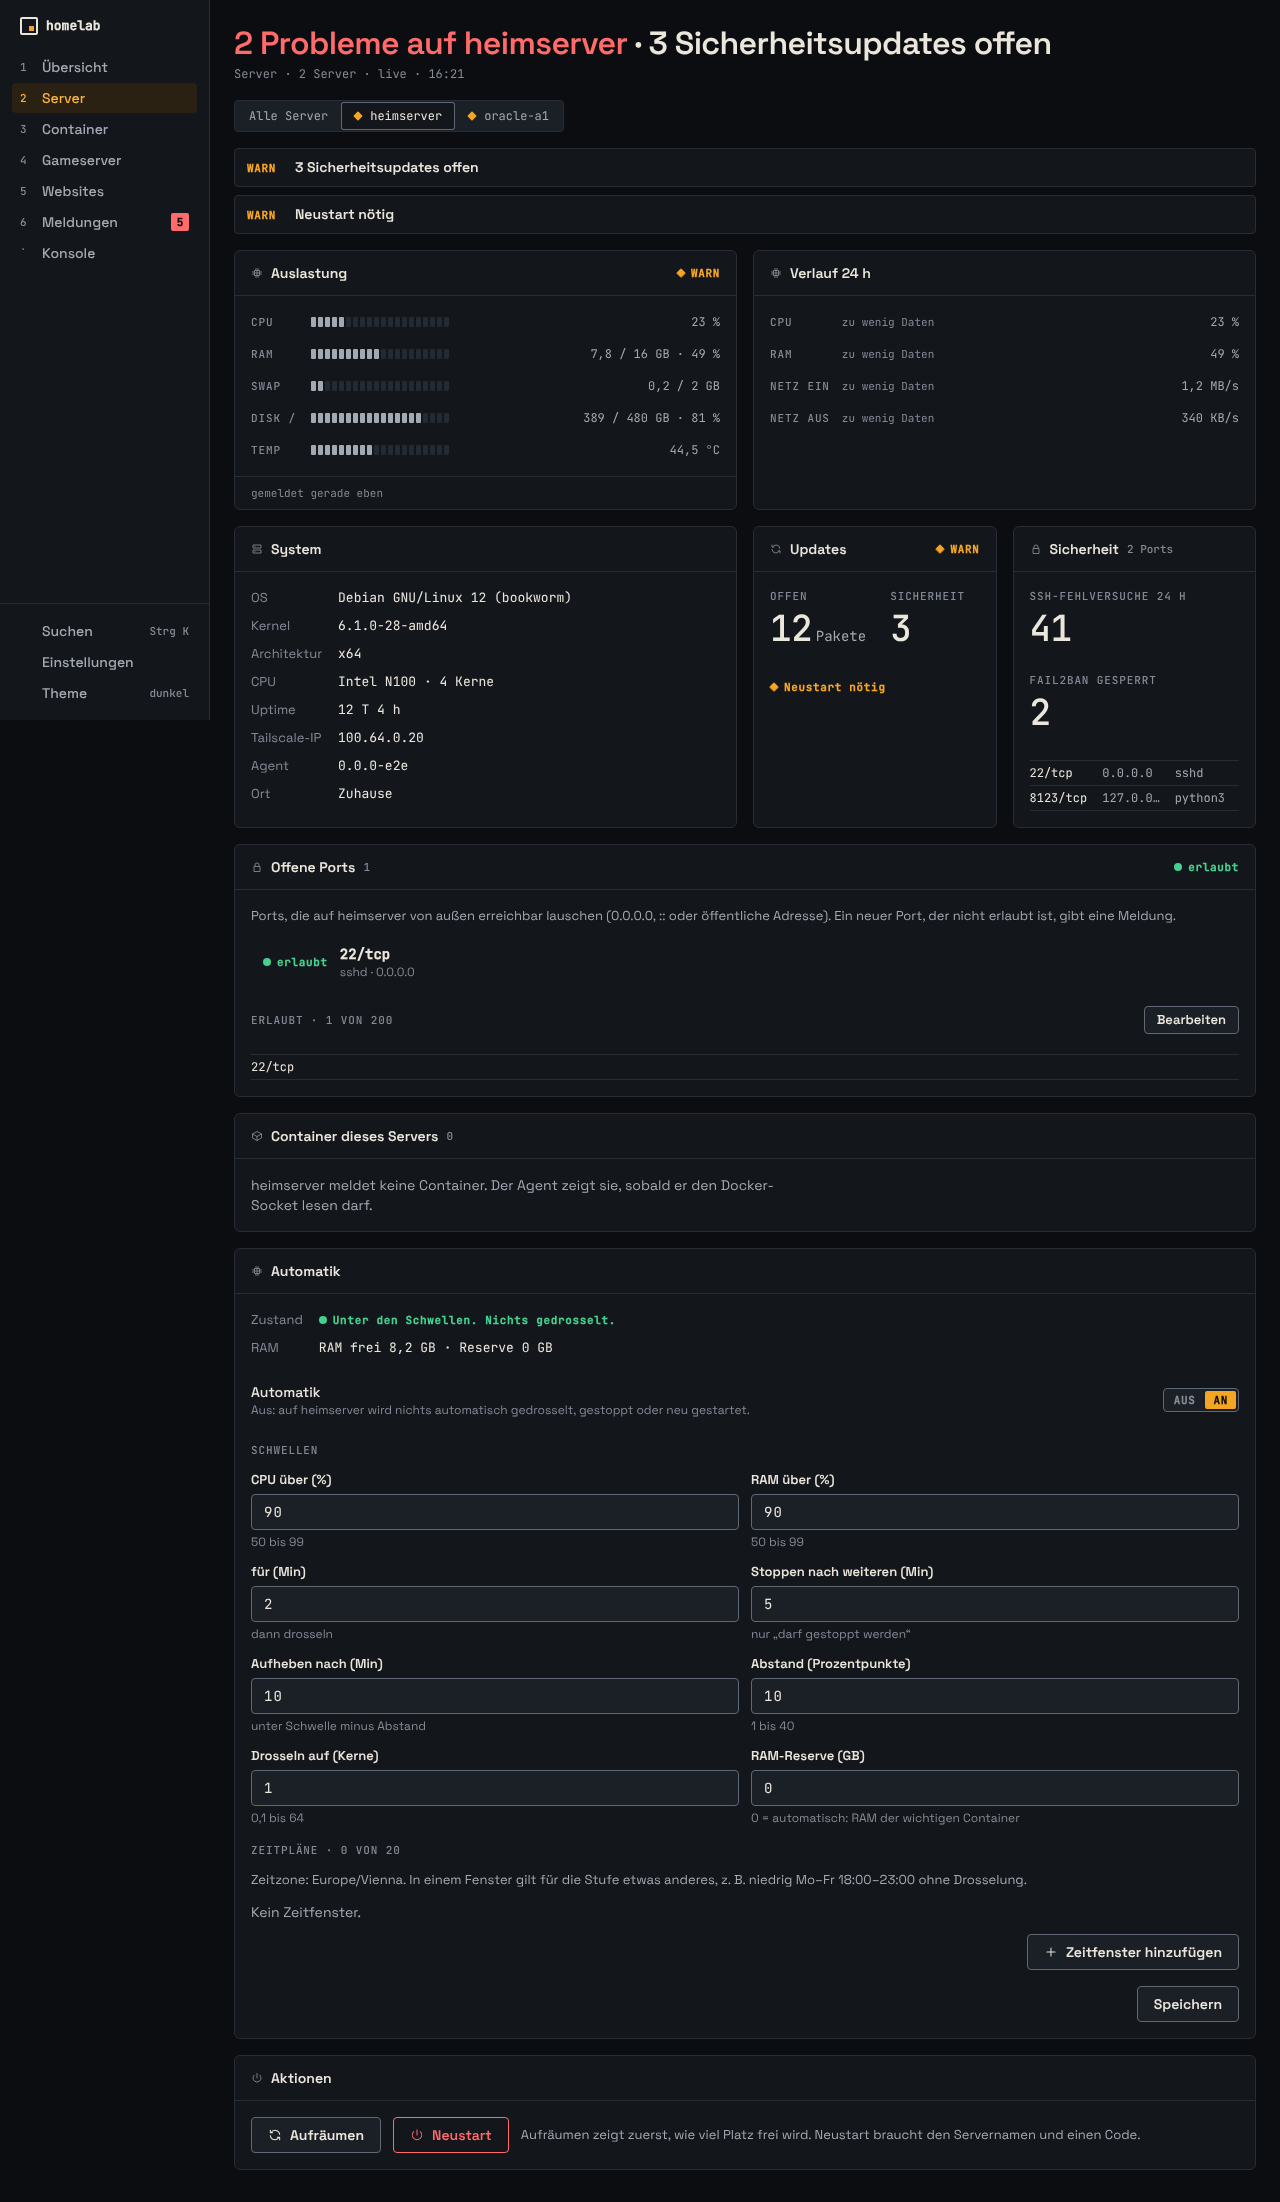 homelab
1 Übersicht
2 Server
3 Container
4 Gameserver
5 Websites
6 Meldungen 5
` Konsole
Suchen Strg K
Einstellungen
Theme dunkel
2 Probleme auf heimserver · 3 Sicherheitsupdates offen
Server · 2 Server · live · 16:21
Alle Server heimserver oracle-a1
WARN 3 Sicherheitsupdates offen
WARN Neustart nötig
Auslastung WARN
CPU 23 %
RAM 7,8 / 16 GB · 49 %
SWAP 0,2 / 2 GB
DISK / 389 / 480 GB · 81 %
TEMP 44,5 °C
gemeldet gerade eben
Verlauf 24 h
CPU zu wenig Daten 23 %
RAM zu wenig Daten 49 %
NETZ EIN zu wenig Daten 1,2 MB/s
NETZ AUS zu wenig Daten 340 KB/s
System
OS Debian GNU/Linux 12 (bookworm)
Kernel 6.1.0-28-amd64
Architektur x64
CPU Intel N100 · 4 Kerne
Uptime 12 T 4 h
Tailscale-IP 100.64.0.20
Agent 0.0.0-e2e
Ort Zuhause
Updates WARN
OFFEN SICHERHEIT
12 Pakete 3
Neustart nötig
Sicherheit 2 Ports
SSH-FEHLVERSUCHE 24 H
41
FAIL2BAN GESPERRT
2
22/tcp 0.0.0.0 sshd
8123/tcp 127.0.0… python3
Offene Ports 1 erlaubt
Ports, die auf heimserver von außen erreichbar lauschen (0.0.0.0, :: oder öffentliche Adresse). Ein neuer Port, der nicht erlaubt ist, gibt eine Meldung.
erlaubt 22/tcp
sshd · 0.0.0.0
ERLAUBT · 1 VON 200 Bearbeiten
22/tcp
Container dieses Servers 0
heimserver meldet keine Container. Der Agent zeigt sie, sobald er den Docker-
Socket lesen darf.
Automatik
Zustand Unter den Schwellen. Nichts gedrosselt.
RAM RAM frei 8,2 GB · Reserve 0 GB
Automatik
Aus: auf heimserver wird nichts automatisch gedrosselt, gestoppt oder neu gestartet.
AUS AN
SCHWELLEN
CPU über (%) RAM über (%)
90 90
50 bis 99 50 bis 99
für (Min) Stoppen nach weiteren (Min)
2 5
dann drosseln nur „darf gestoppt werden“
Aufheben nach (Min) Abstand (Prozentpunkte)
10 10
unter Schwelle minus Abstand 1 bis 40
Drosseln auf (Kerne) RAM-Reserve (GB)
1 0
0,1 bis 64 0 = automatisch: RAM der wichtigen Container
ZEITPLÄNE · 0 VON 20
Zeitzone: Europe/Vienna. In einem Fenster gilt für die Stufe etwas anderes, z. B. niedrig Mo–Fr 18:00–23:00 ohne Drosselung.
Kein Zeitfenster.
Zeitfenster hinzufügen
Speichern
Aktionen
Aufräumen Neustart Aufräumen zeigt zuerst, wie viel Platz frei wird. Neustart braucht den Servernamen und einen Code.